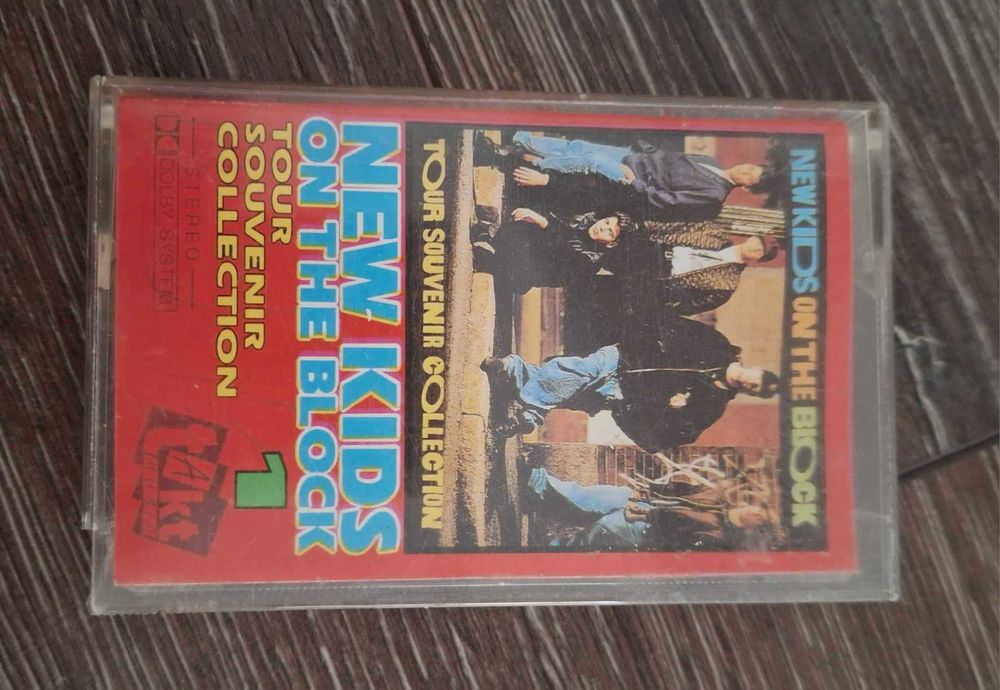 NEW KIDS ON THE BLOCK
TOUR SOUVENIR COLLECTION
NEW KIDS
ON THE BLOCK
TOUR
SOUVENIR
COLLECTION
1
STEREO
DOLBY SYSTEM
Takt